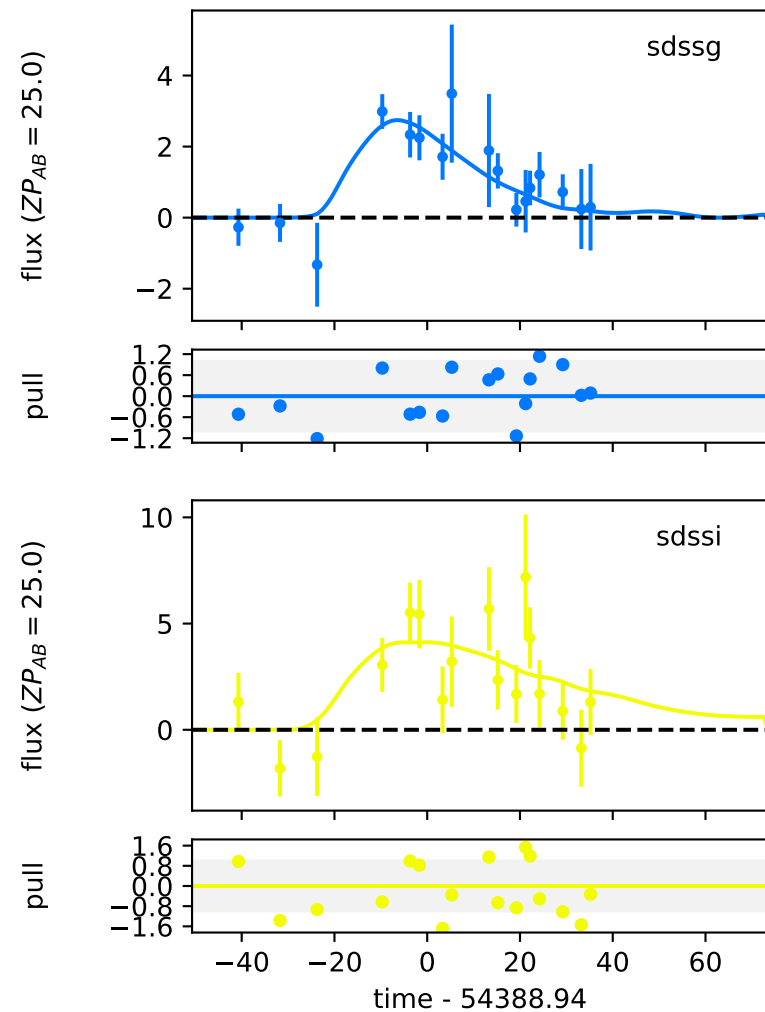 sdssg
flux (ZP_AB = 25.0)
4
2
0
−2
pull
1.2
0.6
0.0
−0.6
−1.2
sdssi
flux (ZP_AB = 25.0)
10
5
0
pull
1.6
0.8
0.0
−0.8
−1.6
−40 −20 0 20 40 60
time - 54388.94